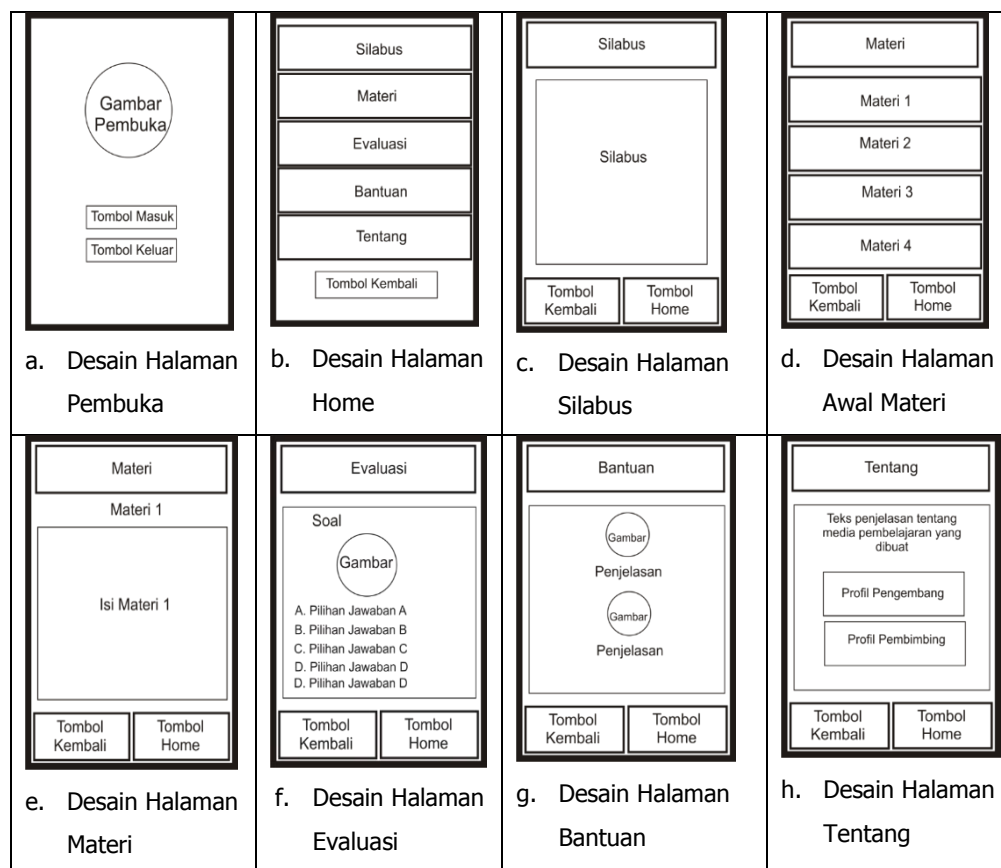 Gambar
Pembuka
Tombol Masuk
Tombol Keluar
a. Desain Halaman
Pembuka
Silabus
Materi
Evaluasi
Bantuan
Tentang
Tombol Kembali
b. Desain Halaman
Home
Silabus
Silabus
Tombol
Kembali
Tombol
Home
c. Desain Halaman
Silabus
Materi
Materi 1
Materi 2
Materi 3
Materi 4
Tombol
Kembali
Tombol
Home
d. Desain Halaman
Awal Materi
Materi
Materi 1
Isi Materi 1
Tombol
Kembali
Tombol
Home
e. Desain Halaman
Materi
Evaluasi
Soal
Gambar
A. Pilihan Jawaban A
B. Pilihan Jawaban B
C. Pilihan Jawaban C
D. Pilihan Jawaban D
D. Pilihan Jawaban D
Tombol
Kembali
Tombol
Home
f. Desain Halaman
Evaluasi
Bantuan
Gambar
Penjelasan
Gambar
Penjelasan
Tombol
Kembali
Tombol
Home
g. Desain Halaman
Bantuan
Tentang
Teks penjelasan tentang
media pembelajaran yang
dibuat
Profil Pengembang
Profil Pembimbing
Tombol
Kembali
Tombol
Home
h. Desain Halaman
Tentang